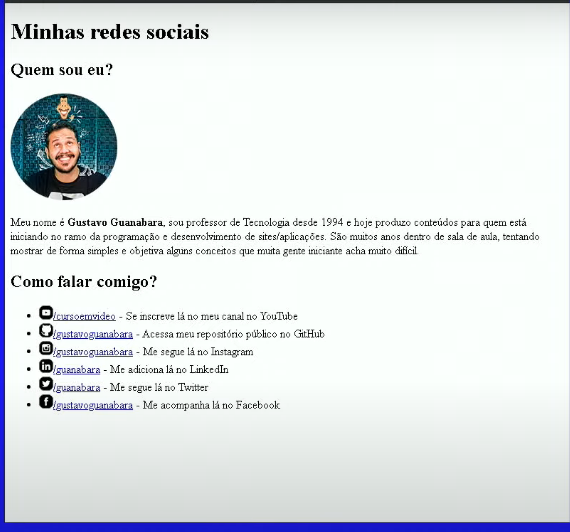 Minhas redes sociais
Quem sou eu?
Meu nome é Gustavo Guanabara, sou professor de Tecnologia desde 1994 e hoje produzo conteúdos para quem está
iniciando no ramo da programação e desenvolvimento de sites/aplicações. São muitos anos dentro de sala de aula, tentando
mostrar de forma simples e objetiva alguns conceitos que muita gente iniciante acha muito difícil.
Como falar comigo?
/cursoemvideo - Se inscreve lá no meu canal no YouTube
/gustavoguanabara - Acessa meu repositório público no GitHub
/gustavoguanabara - Me segue lá no Instagram
/guanabara - Me adiciona lá no LinkedIn
/guanabara - Me segue lá no Twitter
/gustavoguanabara - Me acompanha lá no Facebook